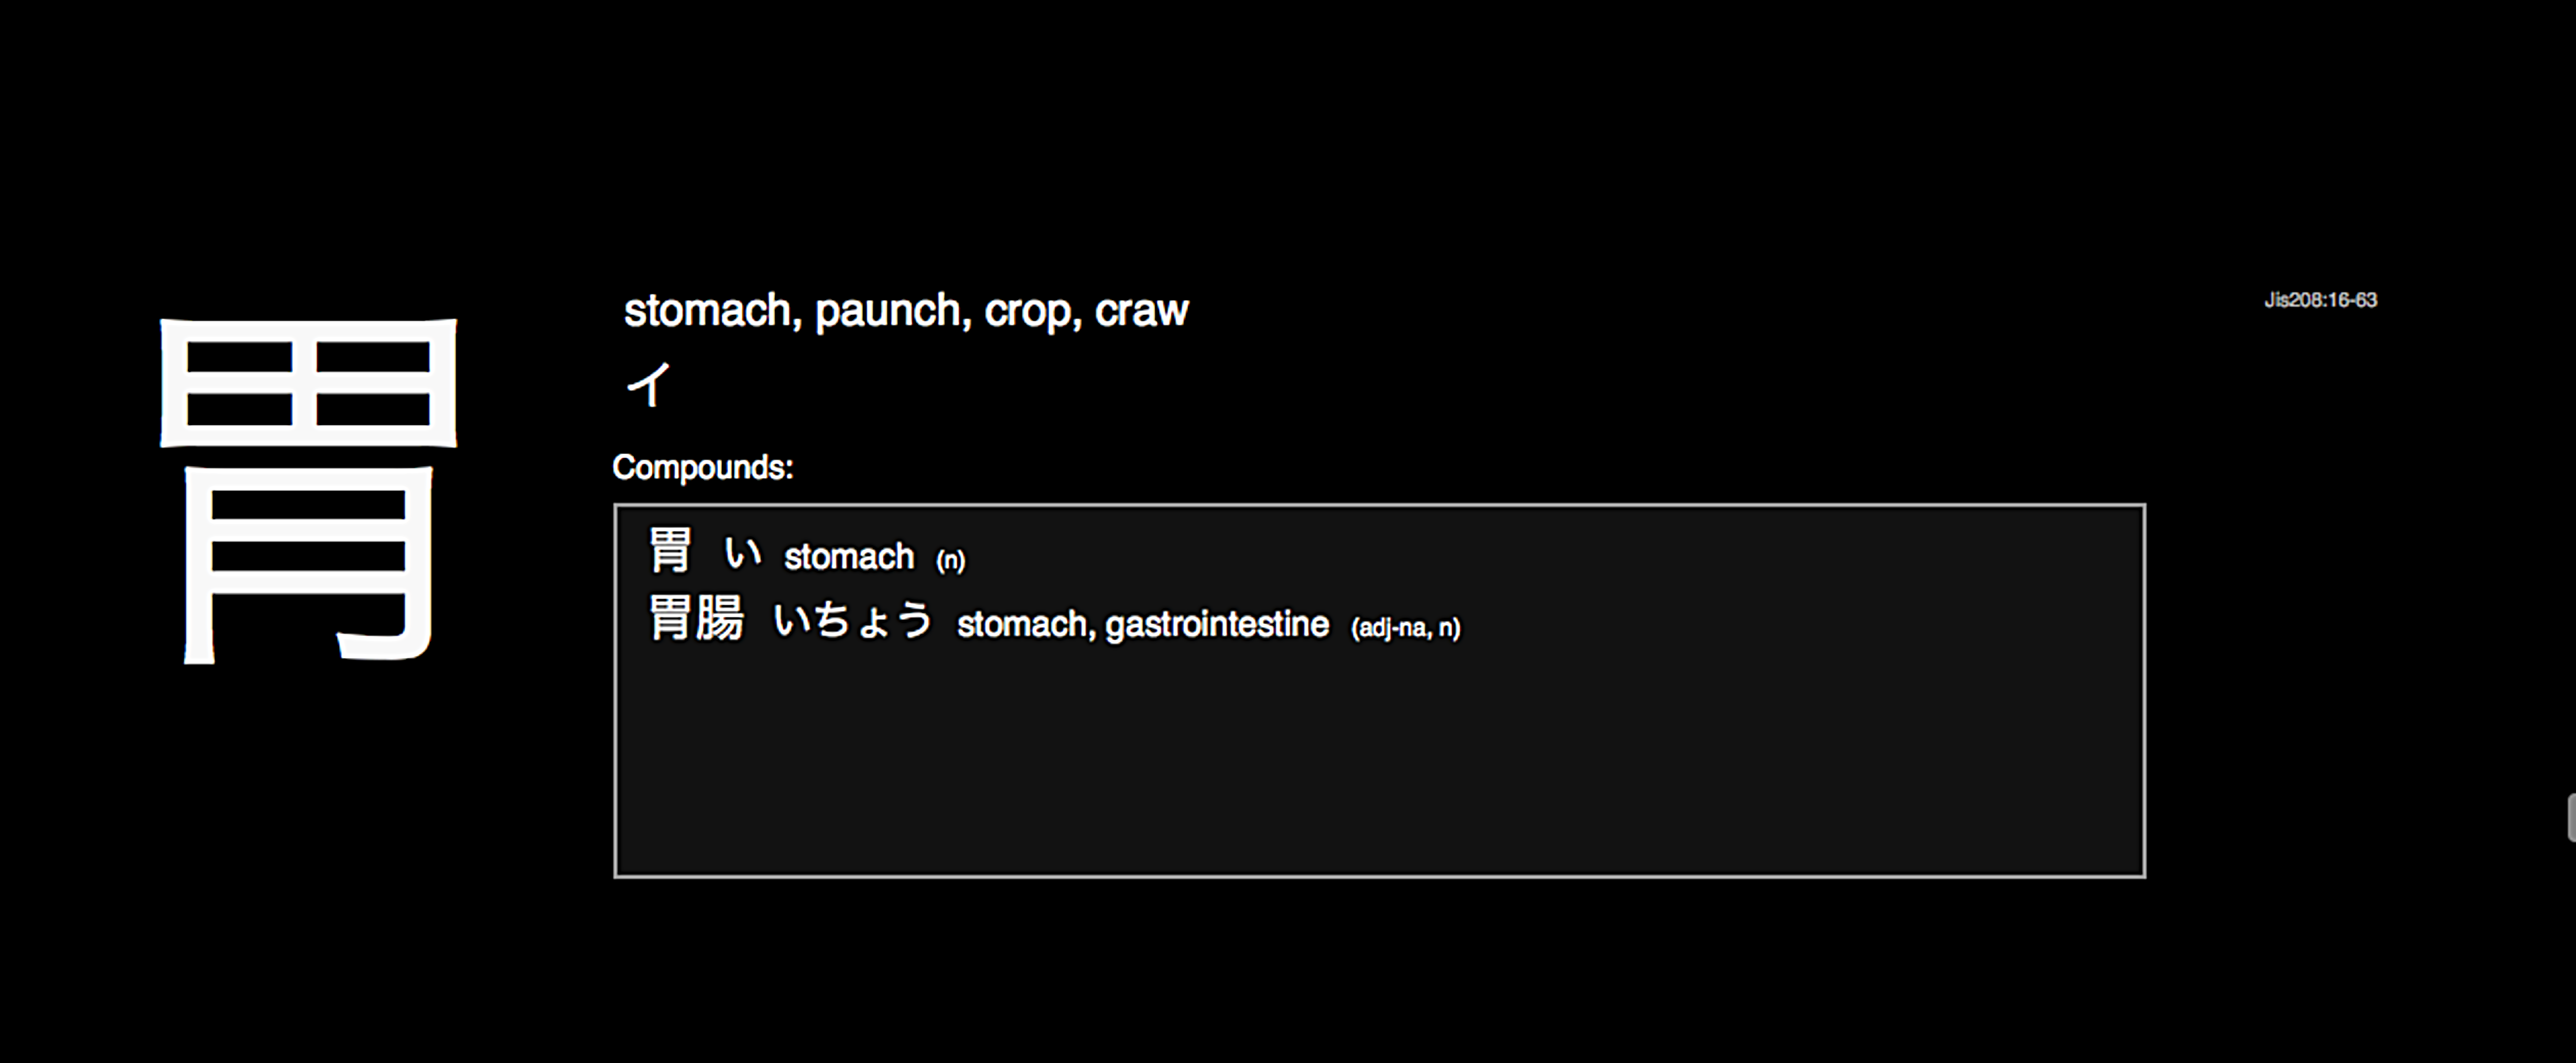 胃
stomach, paunch, crop, craw
Jis208:16-63
イ
Compounds:
胃 い stomach (n)
胃腸 いちょう stomach, gastrointestine (adj-na, n)